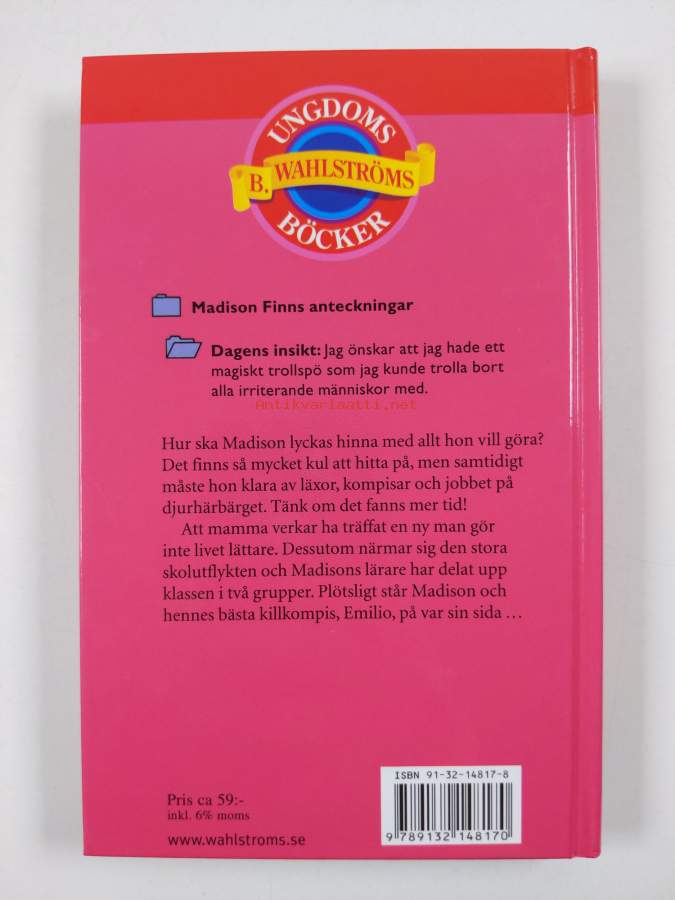 UNGDOMS
B. WAHLSTRÖMS
BÖCKER
Madison Finns anteckningar
Dagens insikt: Jag önskar att jag hade ett
magiskt trollspö som jag kunde trolla bort
alla irriterande människor med.
Antikvariaatti.net
Hur ska Madison lyckas hinna med allt hon vill göra?
Det finns så mycket kul att hitta på, men samtidigt
måste hon klara av läxor, kompisar och jobbet på
djurhärbärget. Tänk om det fanns mer tid!
Att mamma verkar ha träffat en ny man gör
inte livet lättare. Dessutom närmar sig den stora
skolutflykten och Madisons lärare har delat upp
klassen i två grupper. Plötsligt står Madison och
hennes bästa killkompis, Emilio, på var sin sida …
ISBN 91-32-14817-8
9 789132 148170
Pris ca 59:-
inkl. 6% moms
www.wahlstroms.se